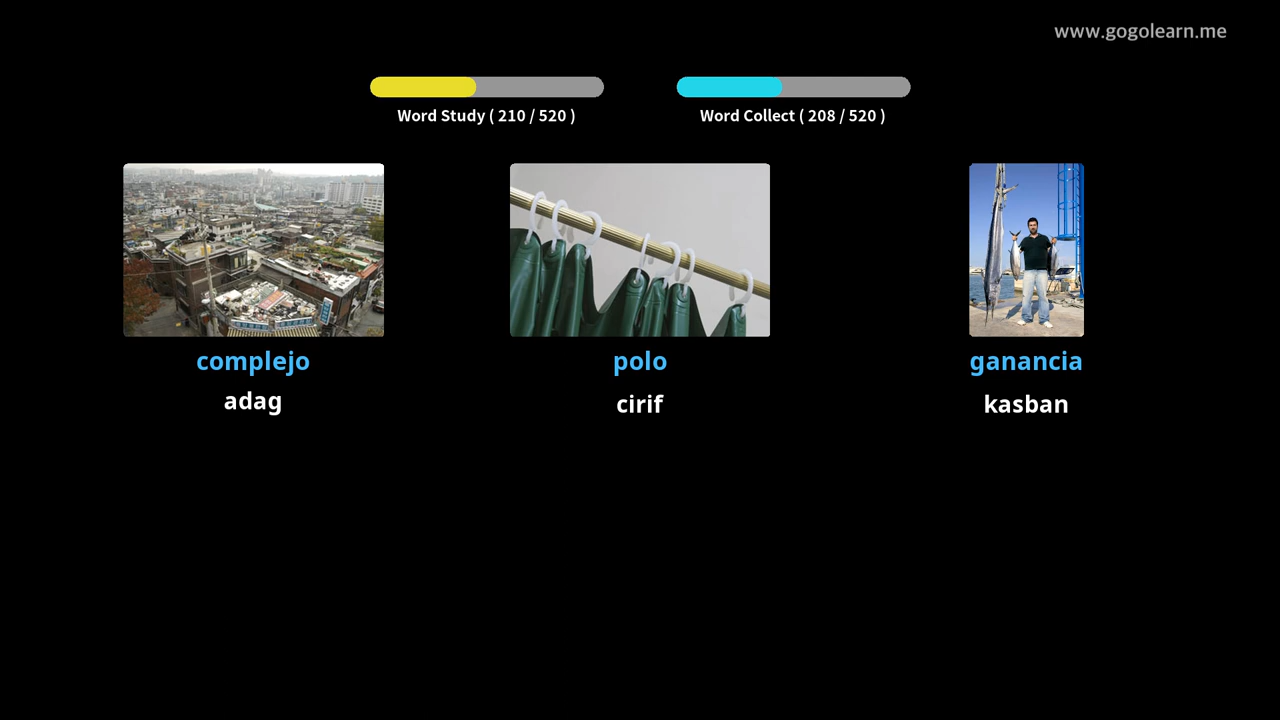 www.gogolearn.me
Word Study ( 210 / 520 )
Word Collect ( 208 / 520 )
complejo
polo
ganancia
adag
cirif
kasban